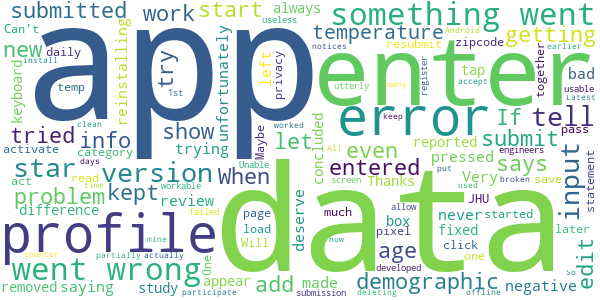 submitted work start always useless something went
Can't temperature zipcode Android earlier
new daily try left privacy getting resubmit together
keyboard reinstalling app enter tap utterly many notices
install temp 1st unfortunately error If tell
tried info show Maybe register accept usable Latest
activate category trying og concluded All engineers pass
clean worked let even reported submit bad
star version When entered pressed says input
act read days kept Unable Thanks Very JHU statement
problem time workable review deserve screen put broken save
difference page much box never started edit
profile failed One load allow used fixed later
counter mine Will pixel age click one
went wrong partially actually add now data developed So
removed saying study appear made demographic negative
participate submission deleting offline keep